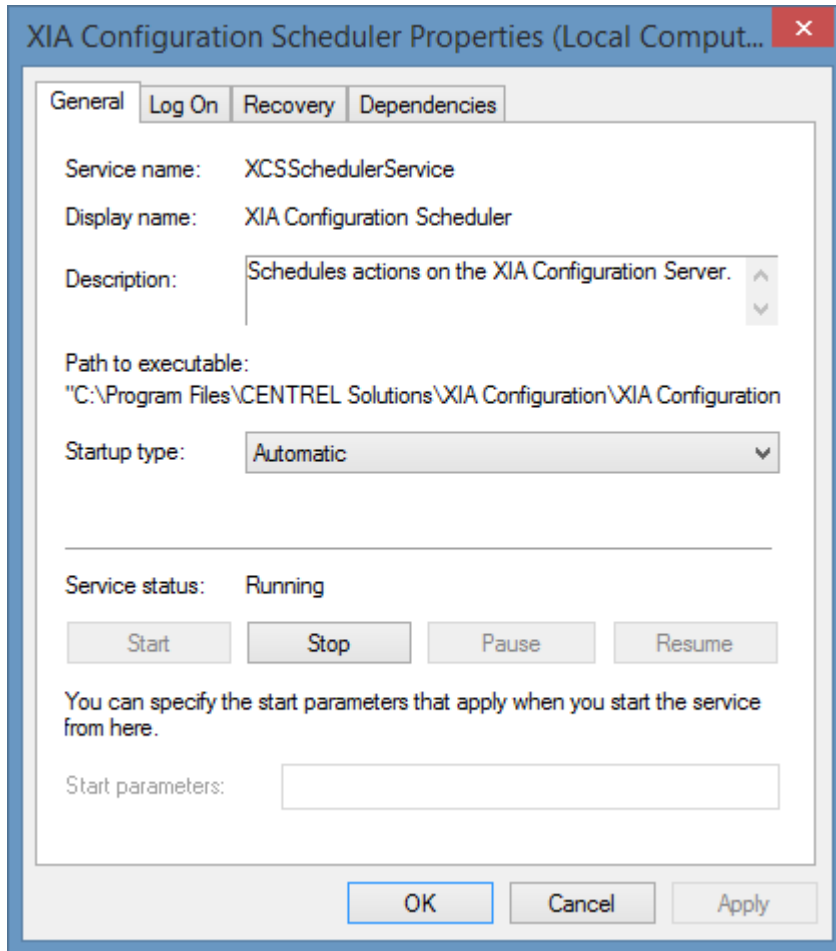 XIA Configuration Scheduler Properties (Local Comput...
General Log On Recovery Dependencies
Service name: XCSSchedulerService
Display name: XIA Configuration Scheduler
Description: Schedules actions on the XIA Configuration Server.
Path to executable:
"C:\Program Files\CENTREL Solutions\XIA Configuration\XIA Configuration
Startup type: Automatic
Service status: Running
Start Stop Pause Resume
You can specify the start parameters that apply when you start the service
from here.
Start parameters:
OK Cancel Apply